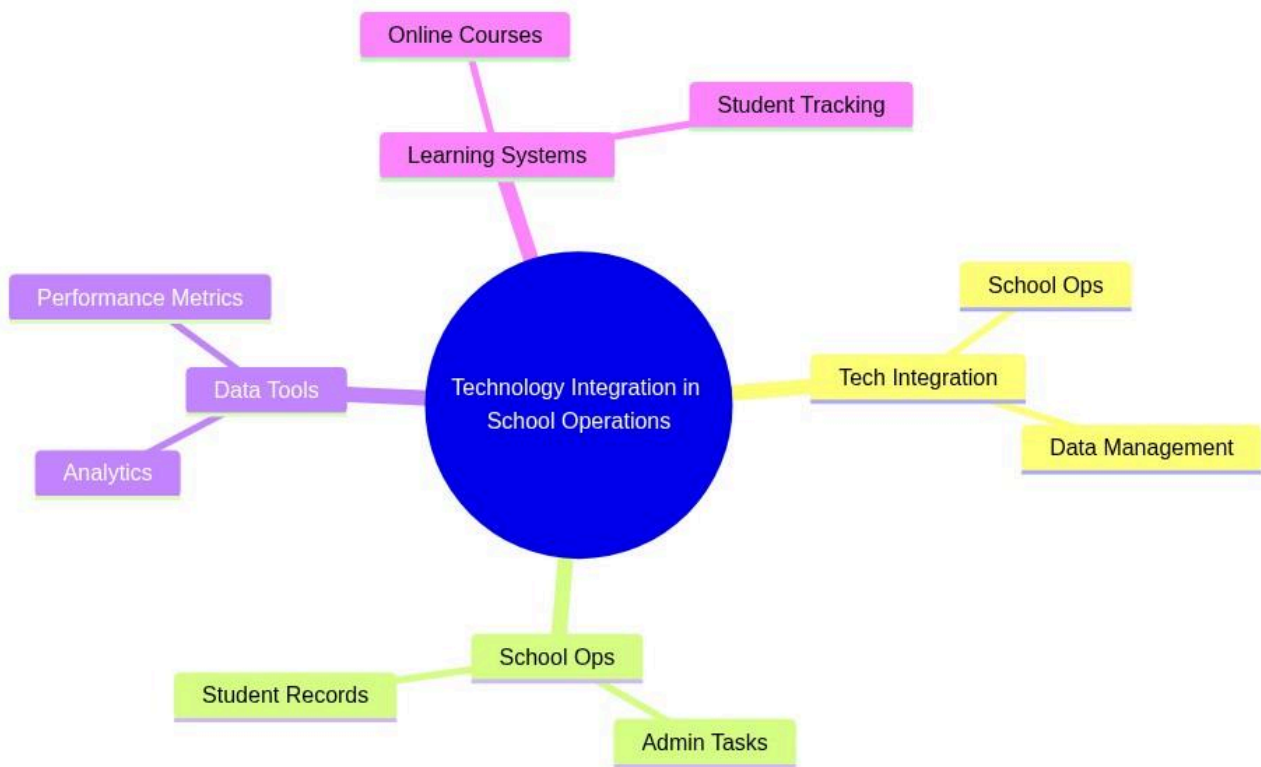 Online Courses
Student Tracking
Learning Systems
School Ops
Performance Metrics
Tech Integration
Data Tools
Technology Integration in
School Operations
Data Management
Analytics
School Ops
Student Records
Admin Tasks